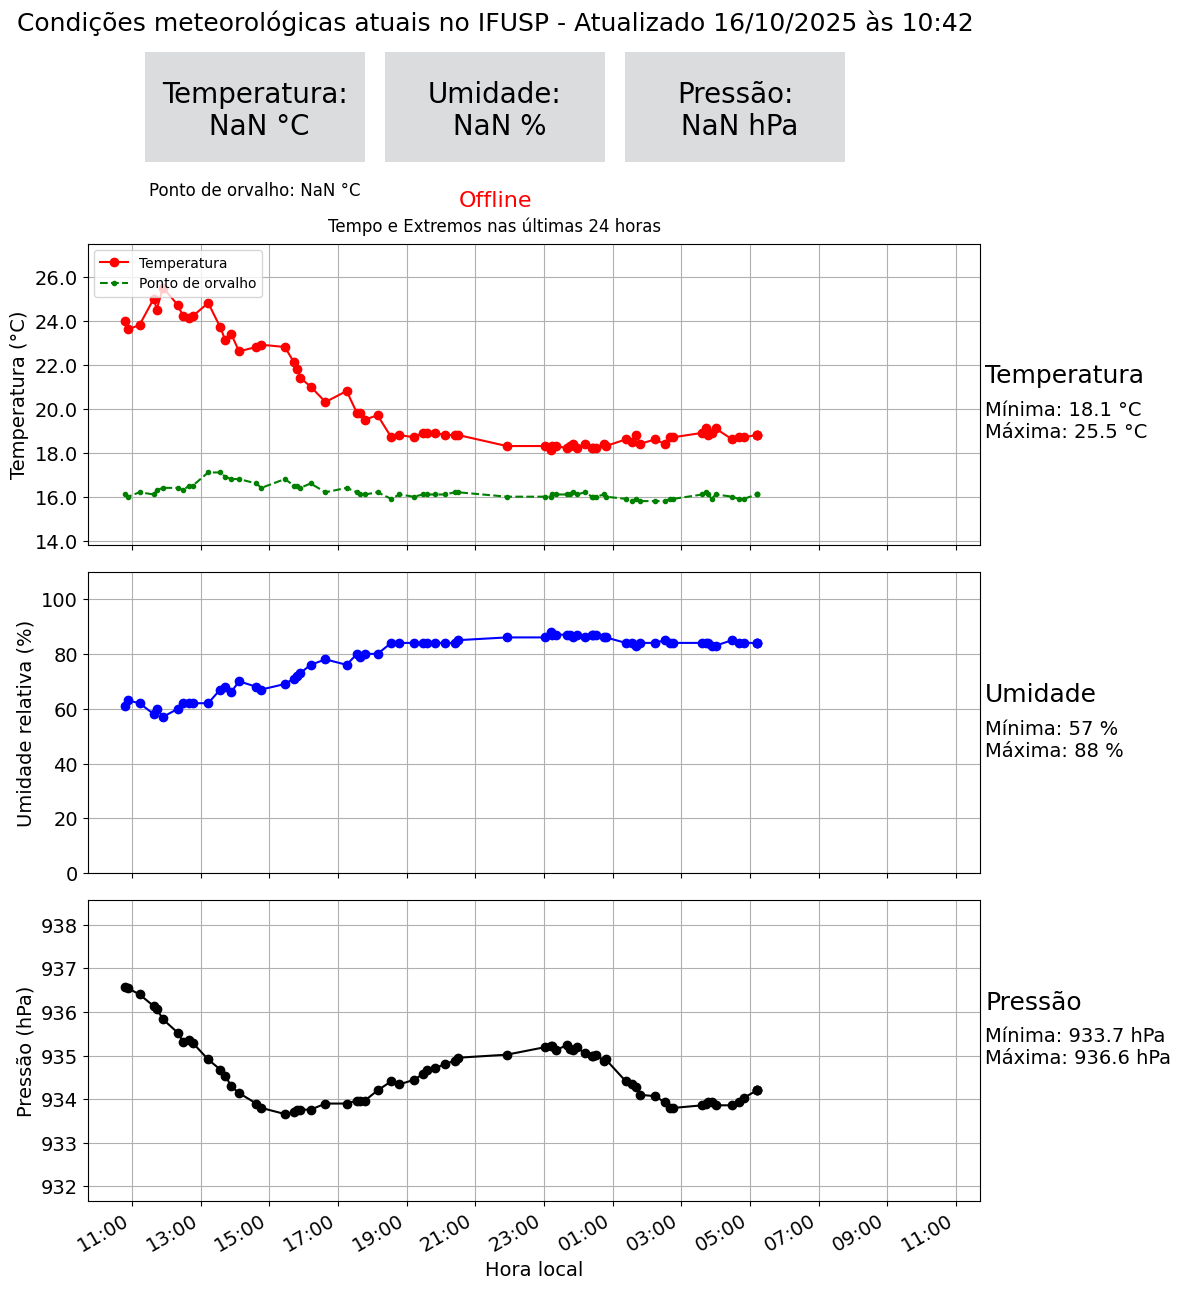 Condições meteorológicas atuais no IFUSP - Atualizado 16/10/2025 às 10:42
Temperatura:
NaN °C
Umidade:
NaN %
Pressão:
NaN hPa
Ponto de orvalho: NaN °C
Offline
Tempo e Extremos nas últimas 24 horas
Temperatura
Ponto de orvalho
26.0
24.0
22.0
20.0
18.0
16.0
14.0
Temperatura (°C)
Temperatura
Mínima: 18.1 °C
Máxima: 25.5 °C
100
80
60
40
20
0
Umidade relativa (%)
Umidade
Mínima: 57 %
Máxima: 88 %
938
937
936
935
934
933
932
Pressão (hPa)
Pressão
Mínima: 933.7 hPa
Máxima: 936.6 hPa
11:00 13:00 15:00 17:00 19:00 21:00 23:00 01:00 03:00 05:00 07:00 09:00 11:00
Hora local